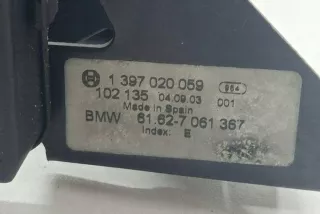 1 397 020 059 984
102 135 04.09.03 001
Made in Spain
BMW 61.62-7 061 367
Index: E